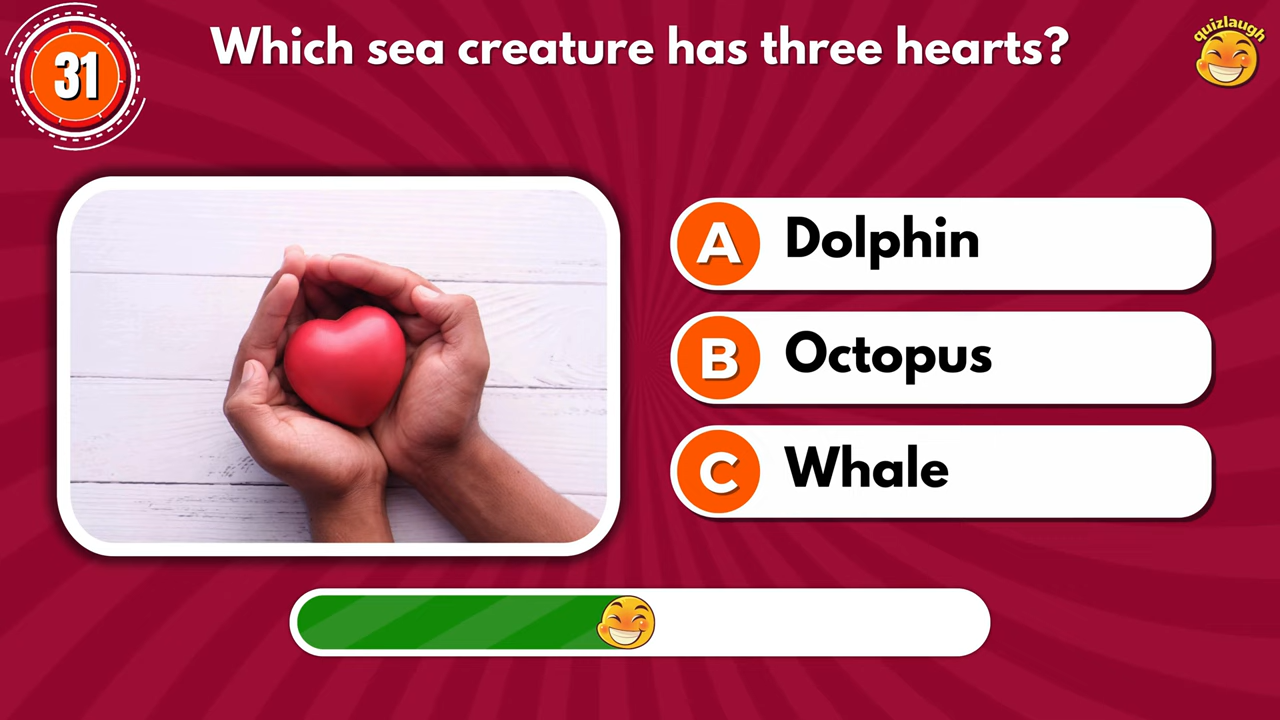 31
Which sea creature has three hearts?
quizlaugh
A Dolphin
B Octopus
C Whale